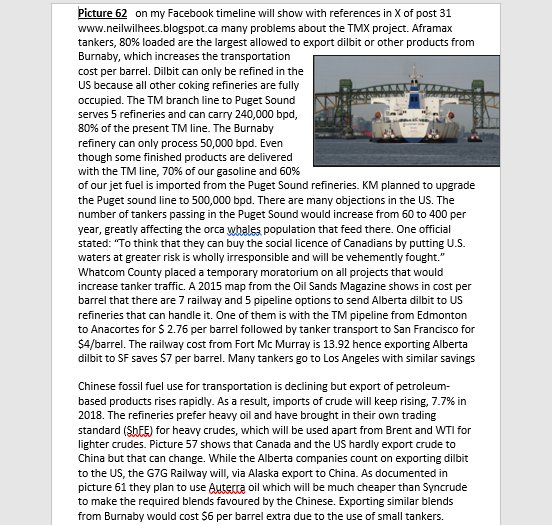 Picture 62 on my Facebook timeline will show with references in X of post 31
www.neilwilhees.blogspot.ca many problems about the TMX project. Aframax
tankers, 80% loaded are the largest allowed to export dilbit or other products from
Burnaby, which increases the transportation
cost per barrel. Dilbit can only be refined in the
US because all other coking refineries are fully
occupied. The TM branch line to Puget Sound
serves 5 refineries and can carry 240,000 bpd,
80% of the present TM line. The Burnaby
refinery can only process 50,000 bpd. Even
though some finished products are delivered
with the TM line, 70% of our gasoline and 60%
of our jet fuel is imported from the Puget Sound refineries. KM planned to upgrade
the Puget sound line to 500,000 bpd. There are many objections in the US. The
number of tankers passing in the Puget Sound would increase from 60 to 400 per
year, greatly affecting the orca whales population that feed there. One official
stated: “To think that they can buy the social licence of Canadians by putting U.S.
waters at greater risk is wholly irresponsible and will be vehemently fought.”
Whatcom County placed a temporary moratorium on all projects that would
increase tanker traffic. A 2015 map from the Oil Sands Magazine shows in cost per
barrel that there are 7 railway and 5 pipeline options to send Alberta dilbit to US
refineries that can handle it. One of them is with the TM pipeline from Edmonton
to Anacortes for $ 2.76 per barrel followed by tanker transport to San Francisco for
$4/barrel. The railway cost from Fort Mc Murray is 13.92 hence exporting Alberta
dilbit to SF saves $7 per barrel. Many tankers go to Los Angeles with similar savings
Chinese fossil fuel use for transportation is declining but export of petroleum-
based products rises rapidly. As a result, imports of crude will keep rising, 7.7% in
2018. The refineries prefer heavy oil and have brought in their own trading
standard (ShFE) for heavy crudes, which will be used apart from Brent and WTI for
lighter crudes. Picture 57 shows that Canada and the US hardly export crude to
China but that can change. While the Alberta companies count on exporting dilbit
to the US, the G7G Railway will, via Alaska export to China. As documented in
picture 61 they plan to use Auterra oil which will be much cheaper than Syncrude
to make the required blends favoured by the Chinese. Exporting similar blends
from Burnaby would cost $6 per barrel extra due to the use of small tankers.